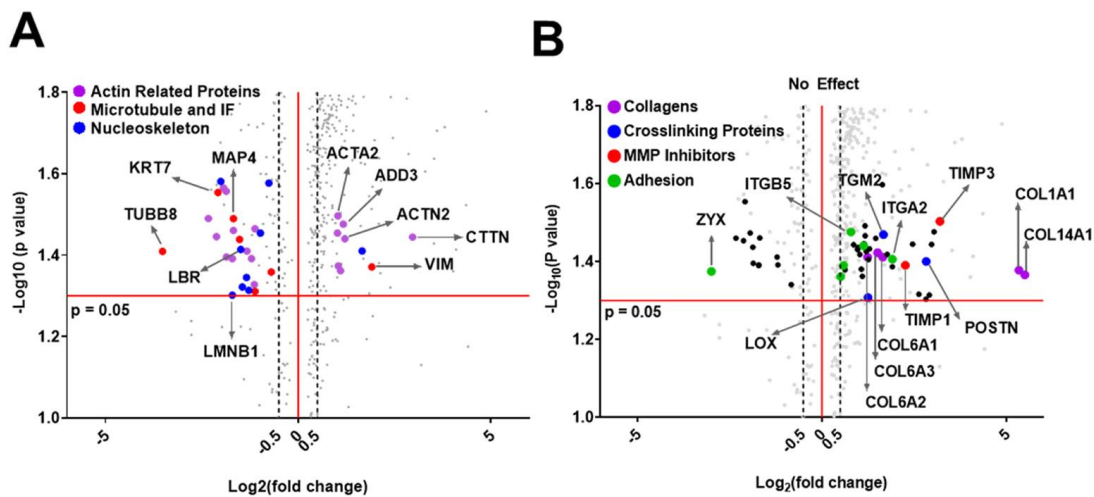 A
Actin Related Proteins
Microtubule and IF
Nucleoskeleton
1.8
1.6
1.4
1.2
1.0
-Log10 (p value)
KRT7
MAP4
TUBB8
LBR
LMNB1
ACTA2
ADD3
ACTN2
CTTN
VIM
p = 0.05
-5
-0.5
0
0.5
5
Log2(fold change)
B
No Effect
Collagens
Crosslinking Proteins
MMP Inhibitors
Adhesion
1.8
1.6
1.4
1.2
1.0
-Log10(P value)
ITGB5
TGM2
TIMP3
ITGA2
COL1A1
COL14A1
ZYX
p = 0.05
LOX
TIMP1
POSTN
COL6A1
COL6A3
COL6A2
-5
-0.5
0
0.5
5
Log2(fold change)